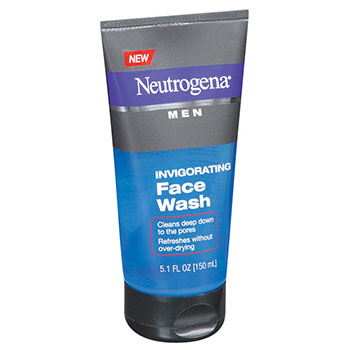 NEW
Neutrogena®
MEN
INVIGORATING
Face
Wash
Cleans deep down
to the pores
Refreshes without
over-drying
5.1 FL OZ [150 mL]